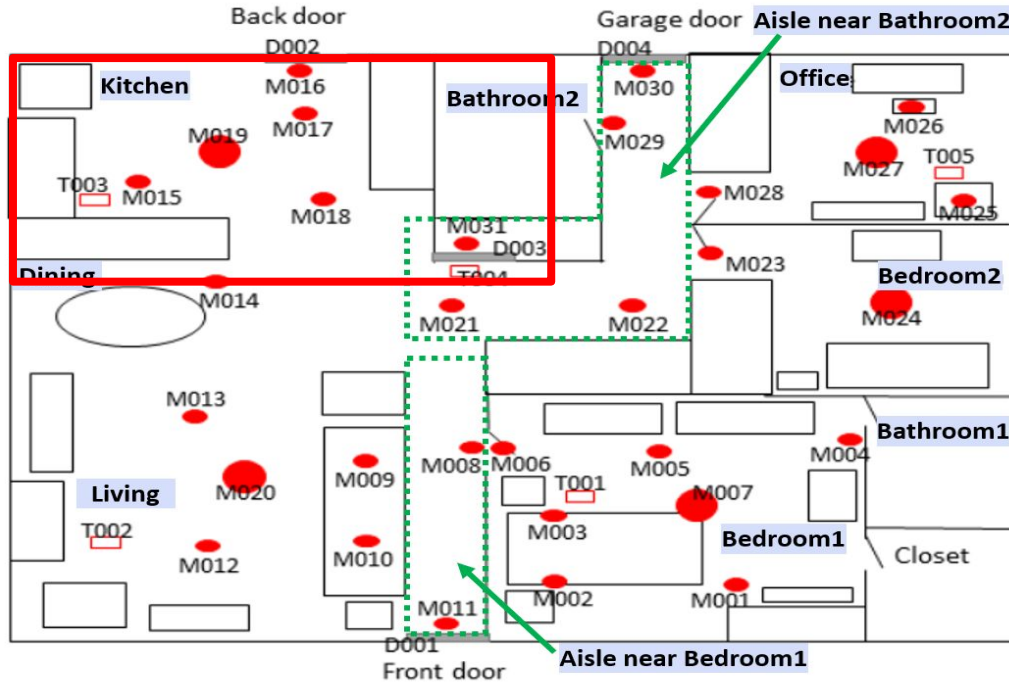 Back door
Garage door
Aisle near Bathroom2
D002
D004
Kitchen
M016
M030
Office
Bathroom2
M026
M017
M029
M019
M027
T005
T003
M015
M028
M018
M025
M031
D003
M023
Dining
T004
Bedroom2
M014
M021
M022
M024
M013
Bathroom1
M008
M006
M005
M004
M009
Living
M020
T001
M007
T002
M003
Bedroom1
M012
M010
Closet
M002
M001
M011
D001
Aisle near Bedroom1
Front door